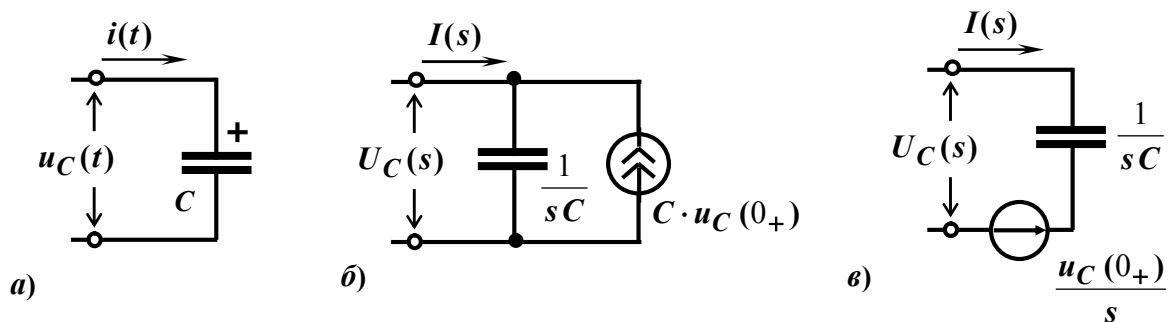 i(t)
+
u_C(t)
C
а)
I(s)
U_C(s)
1
sC
C · u_C(0_+)
б)
I(s)
U_C(s)
1
sC
u_C(0_+)
s
в)